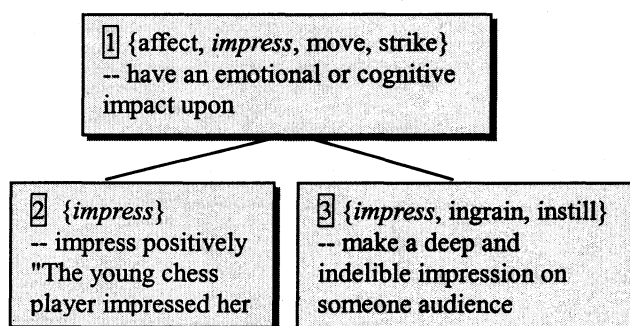 1 {affect, impress, move, strike}
-- have an emotional or cognitive
impact upon
2 {impress}
-- impress positively
"The young chess
player impressed her
3 {impress, ingrain, instill}
-- make a deep and
indelible impression on
someone audience